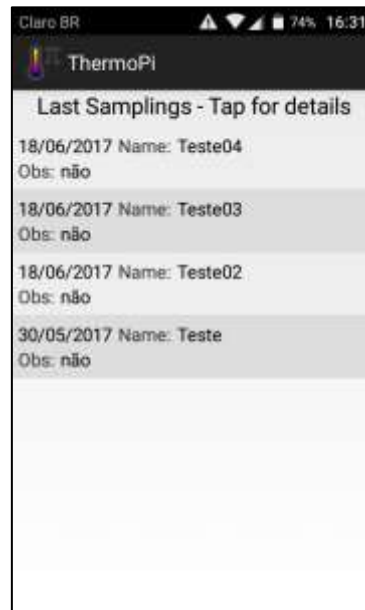 Claro BR 74% 16:31
ThermoPi
Last Samplings - Tap for details
18/06/2017 Name: Teste04
Obs: não
18/06/2017 Name: Teste03
Obs: não
18/06/2017 Name: Teste02
Obs: não
30/05/2017 Name: Teste
Obs: não